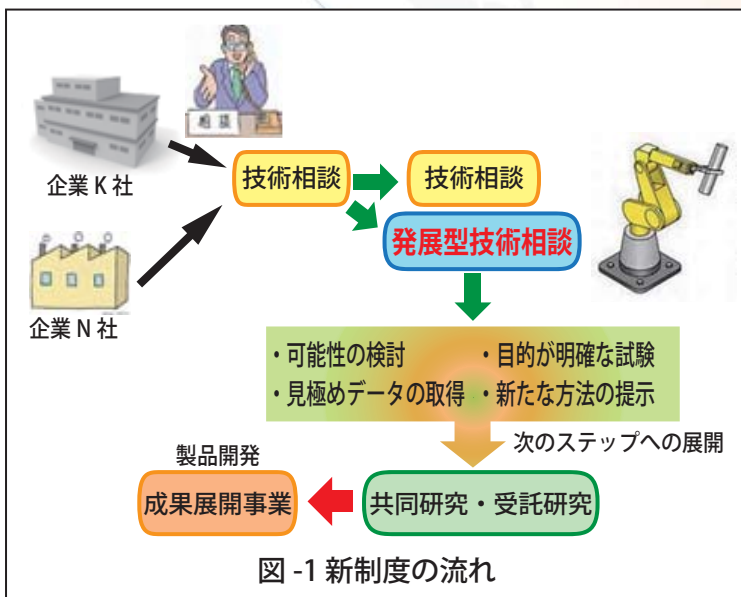 相談
企業 K 社
技術相談
技術相談
発展型技術相談
企業 N 社
・可能性の検討 ・目的が明確な試験
・見極めデータの取得 ・新たな方法の提示
次のステップへの展開
製品開発
成果展開事業
共同研究・受託研究
図 -1 新制度の流れ